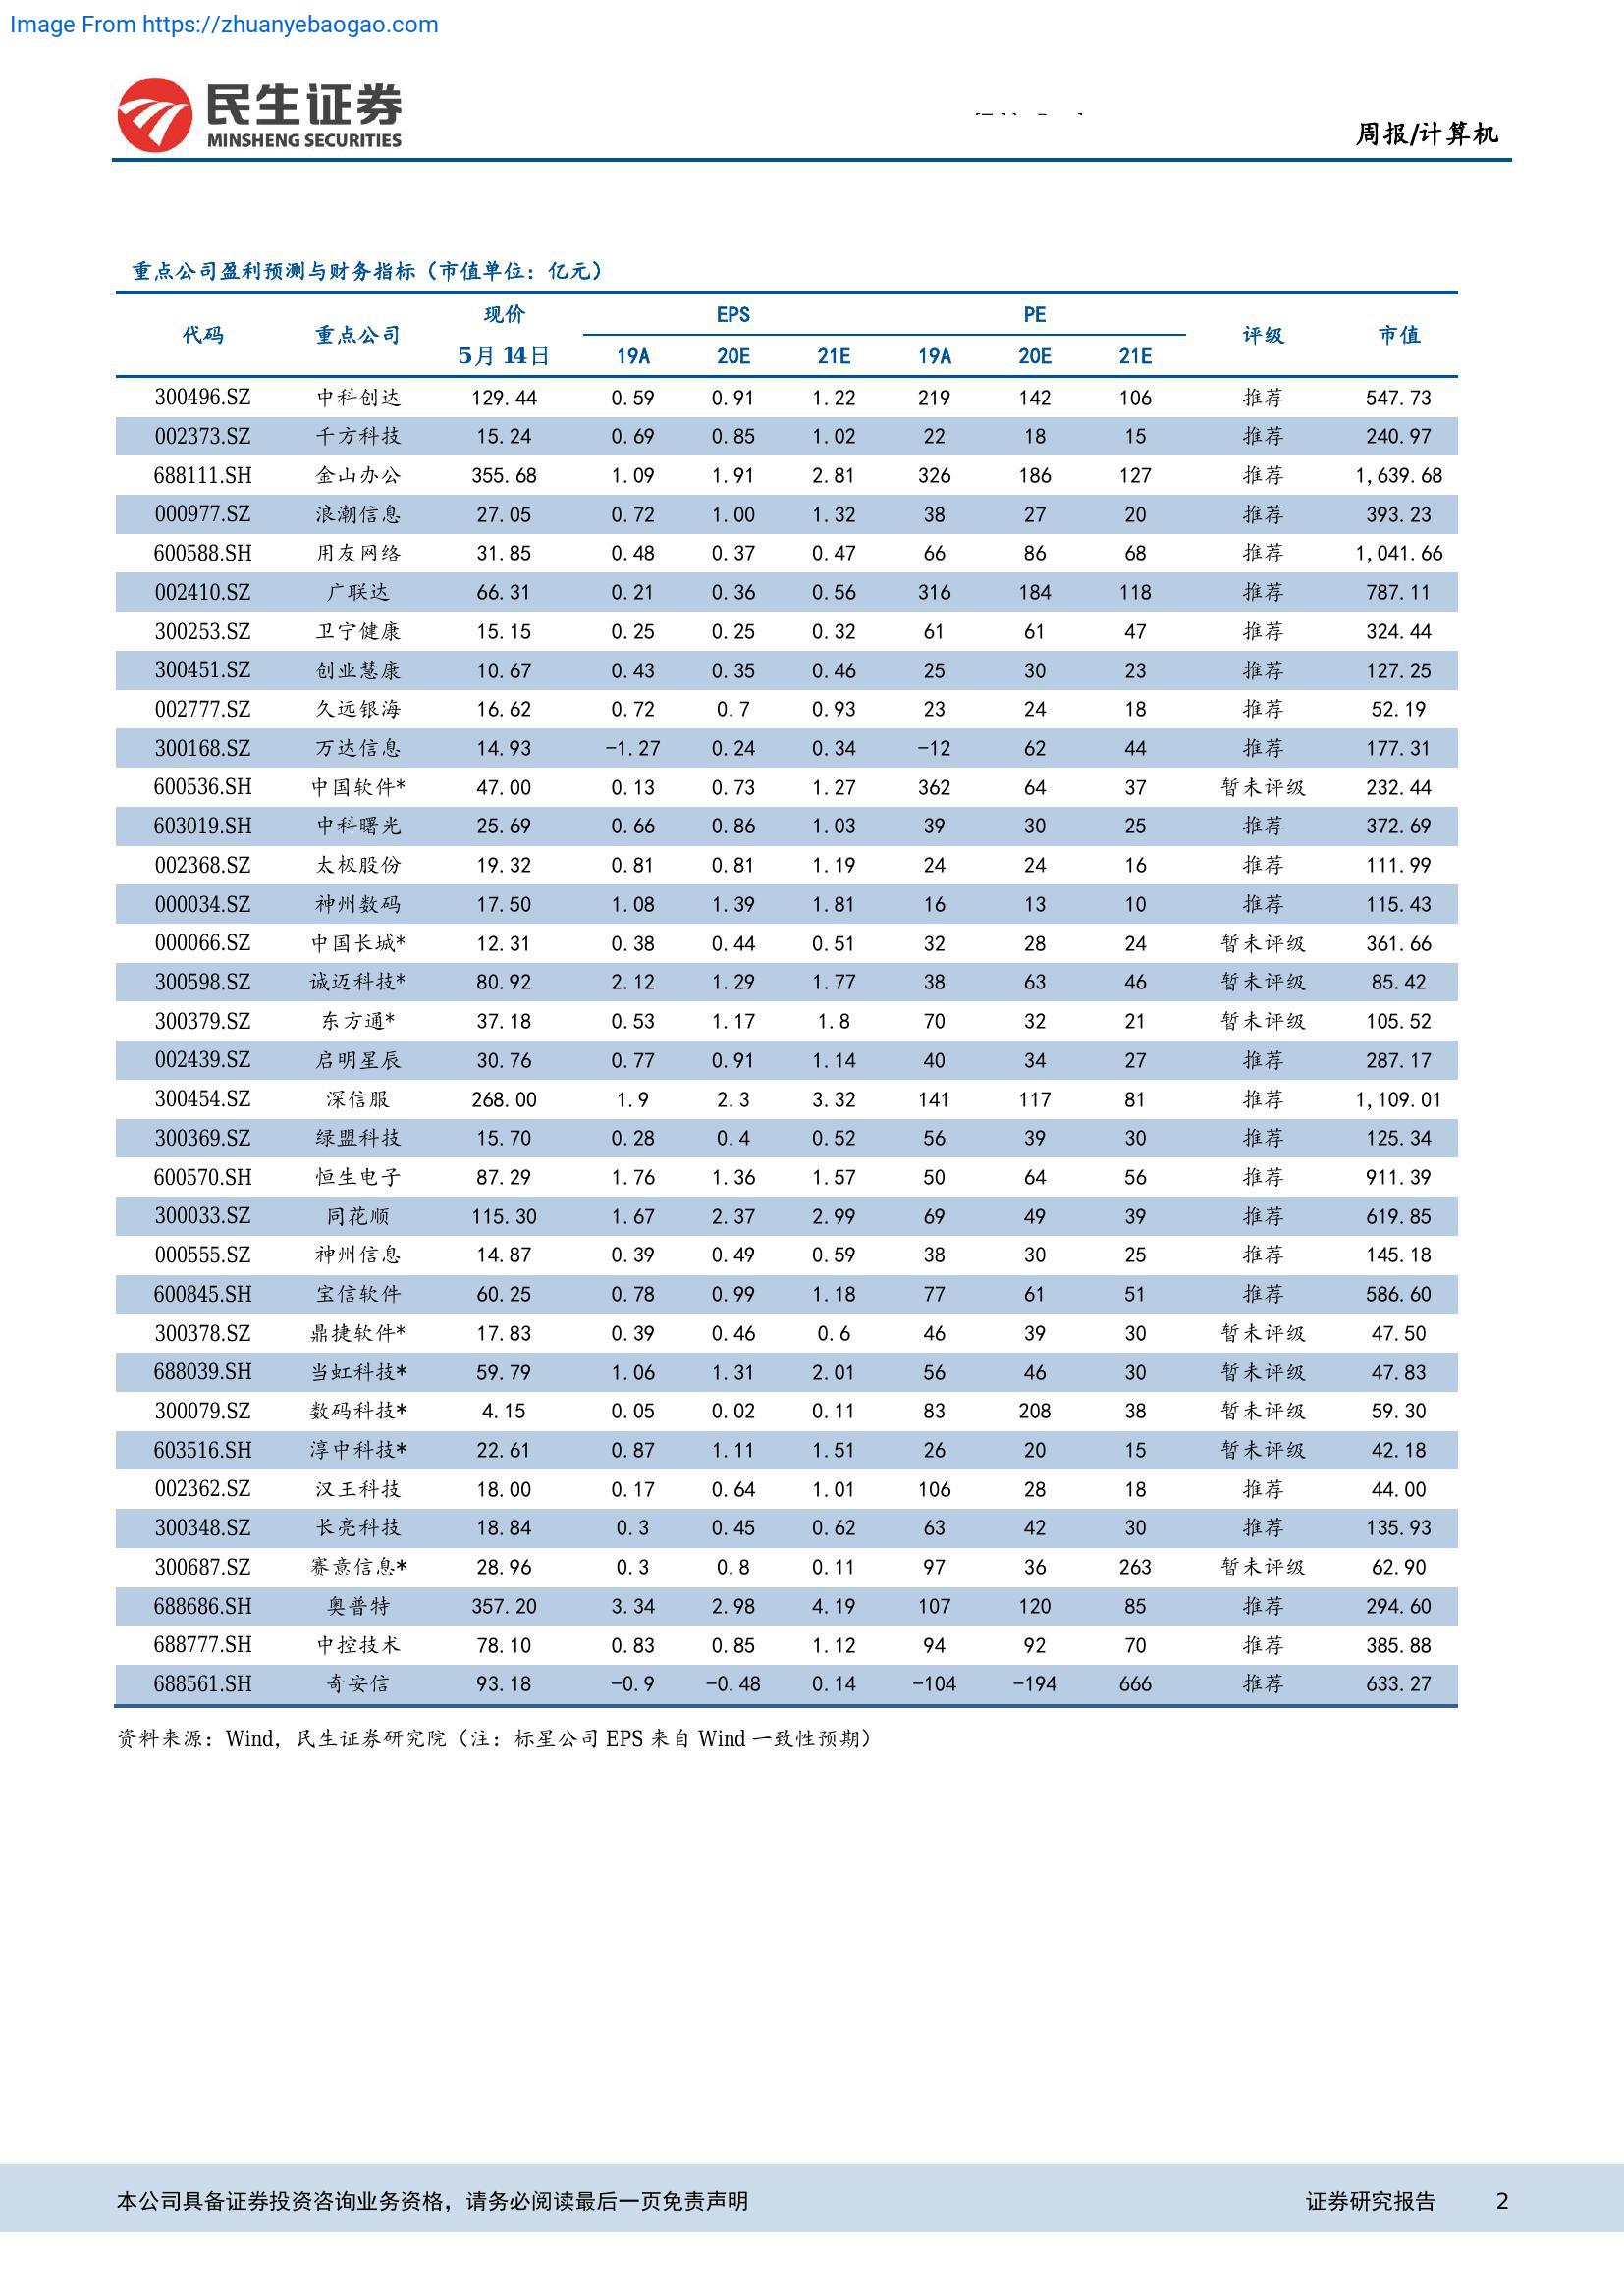 Image From https://zhuanyebaogao.com
民生证券
MINSHENG SECURITIES
周报/计算机
重点公司盈利预测与财务指标（市值单位：亿元）
代码 重点公司 现价 EPS PE 评级 市值
5月14日 19A 20E 21E 19A 20E 21E
300496.SZ 中科创达 129.44 0.59 0.91 1.22 219 142 106 推荐 547.73
002373.SZ 千方科技 15.24 0.69 0.85 1.02 22 18 15 推荐 240.97
688111.SH 金山办公 355.68 1.09 1.91 2.81 326 186 127 推荐 1,639.68
000977.SZ 浪潮信息 27.05 0.72 1.00 1.32 38 27 20 推荐 393.23
600588.SH 用友网络 31.85 0.48 0.37 0.47 66 86 68 推荐 1,041.66
002410.SZ 广联达 66.31 0.21 0.36 0.56 316 184 118 推荐 787.11
300253.SZ 卫宁健康 15.15 0.25 0.25 0.32 61 61 47 推荐 324.44
300451.SZ 创业慧康 10.67 0.43 0.35 0.46 25 30 23 推荐 127.25
002777.SZ 久远银海 16.62 0.72 0.7 0.93 23 24 18 推荐 52.19
300168.SZ 万达信息 14.93 -1.27 0.24 0.34 -12 62 44 推荐 177.31
600536.SH 中国软件* 47.00 0.13 0.73 1.27 362 64 37 暂未评级 232.44
603019.SH 中科曙光 25.69 0.66 0.86 1.03 39 30 25 推荐 372.69
002368.SZ 太极股份 19.32 0.81 0.81 1.19 24 24 16 推荐 111.99
000034.SZ 神州数码 17.50 1.08 1.39 1.81 16 13 10 推荐 115.43
000066.SZ 中国长城* 12.31 0.38 0.44 0.51 32 28 24 暂未评级 361.66
300598.SZ 诚迈科技* 80.92 2.12 1.29 1.77 38 63 46 暂未评级 85.42
300379.SZ 东方通* 37.18 0.53 1.17 1.8 70 32 21 暂未评级 105.52
002439.SZ 启明星辰 30.76 0.77 0.91 1.14 40 34 27 推荐 287.17
300454.SZ 深信服 268.00 1.9 2.3 3.32 141 117 81 推荐 1,109.01
300369.SZ 绿盟科技 15.70 0.28 0.4 0.52 56 39 30 推荐 125.34
600570.SH 恒生电子 87.29 1.76 1.36 1.57 50 64 56 推荐 911.39
300033.SZ 同花顺 115.30 1.67 2.37 2.99 69 49 39 推荐 619.85
000555.SZ 神州信息 14.87 0.39 0.49 0.59 38 30 25 推荐 145.18
600845.SH 宝信软件 60.25 0.78 0.99 1.18 77 61 51 推荐 586.60
300378.SZ 鼎捷软件* 17.83 0.39 0.46 0.6 46 39 30 暂未评级 47.50
688039.SH 当虹科技* 59.79 1.06 1.31 2.01 56 46 30 暂未评级 47.83
300079.SZ 数码科技* 4.15 0.05 0.02 0.11 83 208 38 暂未评级 59.30
603516.SH 淳中科技* 22.61 0.87 1.11 1.51 26 20 15 暂未评级 42.18
002362.SZ 汉王科技 18.00 0.17 0.64 1.01 106 28 18 推荐 44.00
300348.SZ 长亮科技 18.84 0.3 0.45 0.62 63 42 30 推荐 135.93
300687.SZ 赛意信息* 28.96 0.3 0.8 0.11 97 36 263 暂未评级 62.90
688686.SH 奥普特 357.20 3.34 2.98 4.19 107 120 85 推荐 294.60
688777.SH 中控技术 78.10 0.83 0.85 1.12 94 92 70 推荐 385.88
688561.SH 奇安信 93.18 -0.9 -0.48 0.14 -104 -194 666 推荐 633.27
资料来源：Wind，民生证券研究院（注：标星公司 EPS 来自 Wind 一致性预期）
本公司具备证券投资咨询业务资格，请务必阅读最后一页免责声明 证券研究报告 2